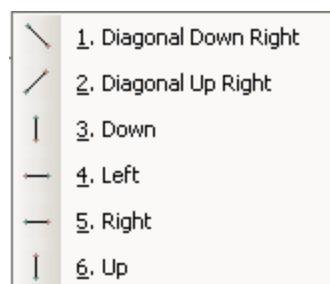 1. Diagonal Down Right
2. Diagonal Up Right
3. Down
4. Left
5. Right
6. Up